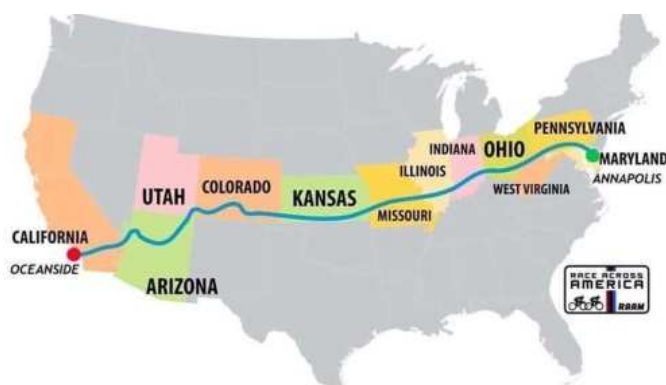 PENNSYLVANIA
INDIANA
OHIO
MARYLAND
ANNAPOLIS
ILLINOIS
WEST VIRGINIA
UTAH
COLORADO
KANSAS
MISSOURI
CALIFORNIA
OCEANSIDE
ARIZONA
RACE ACROSS
AMERICA
RAAM